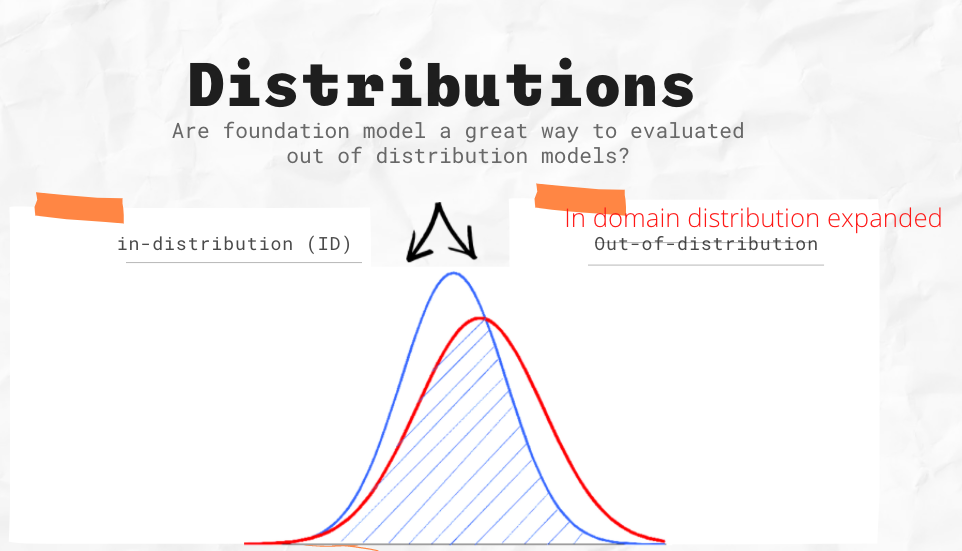 Distributions
Are foundation model a great way to evaluated
out of distribution models?
in-distribution (ID)
In domain distribution expanded
Out-of-distribution